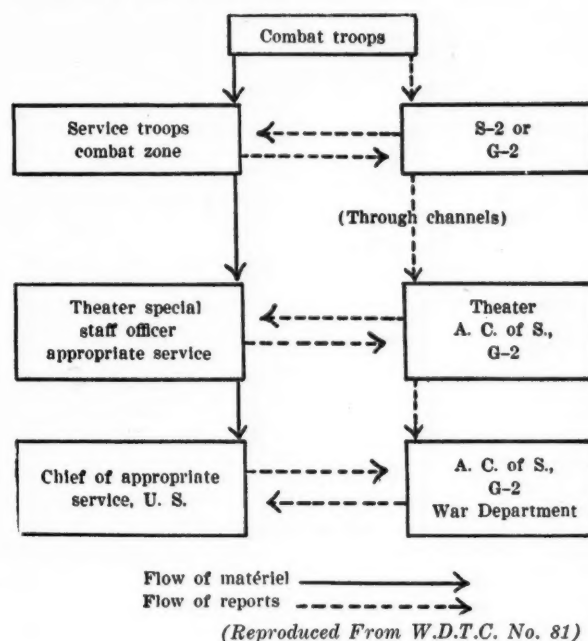 Combat troops
Service troops
combat zone
S-2 or
G-2
(Through channels)
Theater special
staff officer
appropriate service
Theater
A. C. of S.,
G-2
Chief of appropriate
service, U. S.
A. C. of S.,
G-2
War Department
Flow of matériel
Flow of reports
(Reproduced From W.D.T.C. No. 81)